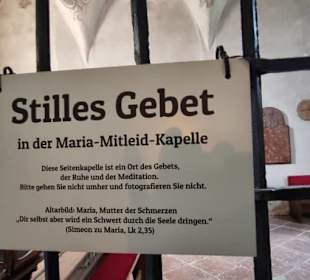 Stilles Gebet
in der Maria-Mitleid-Kapelle
Diese Seitenkapelle ist ein Ort des Gebets,
der Ruhe und der Meditation.
Bitte gehen Sie nicht umher und fotografieren Sie nicht.
Altarbild: Maria, Mutter der Schmerzen
„Dir selbst aber wird ein Schwert durch die Seele dringen.“
(Simeon zu Maria, Lk 2,35)